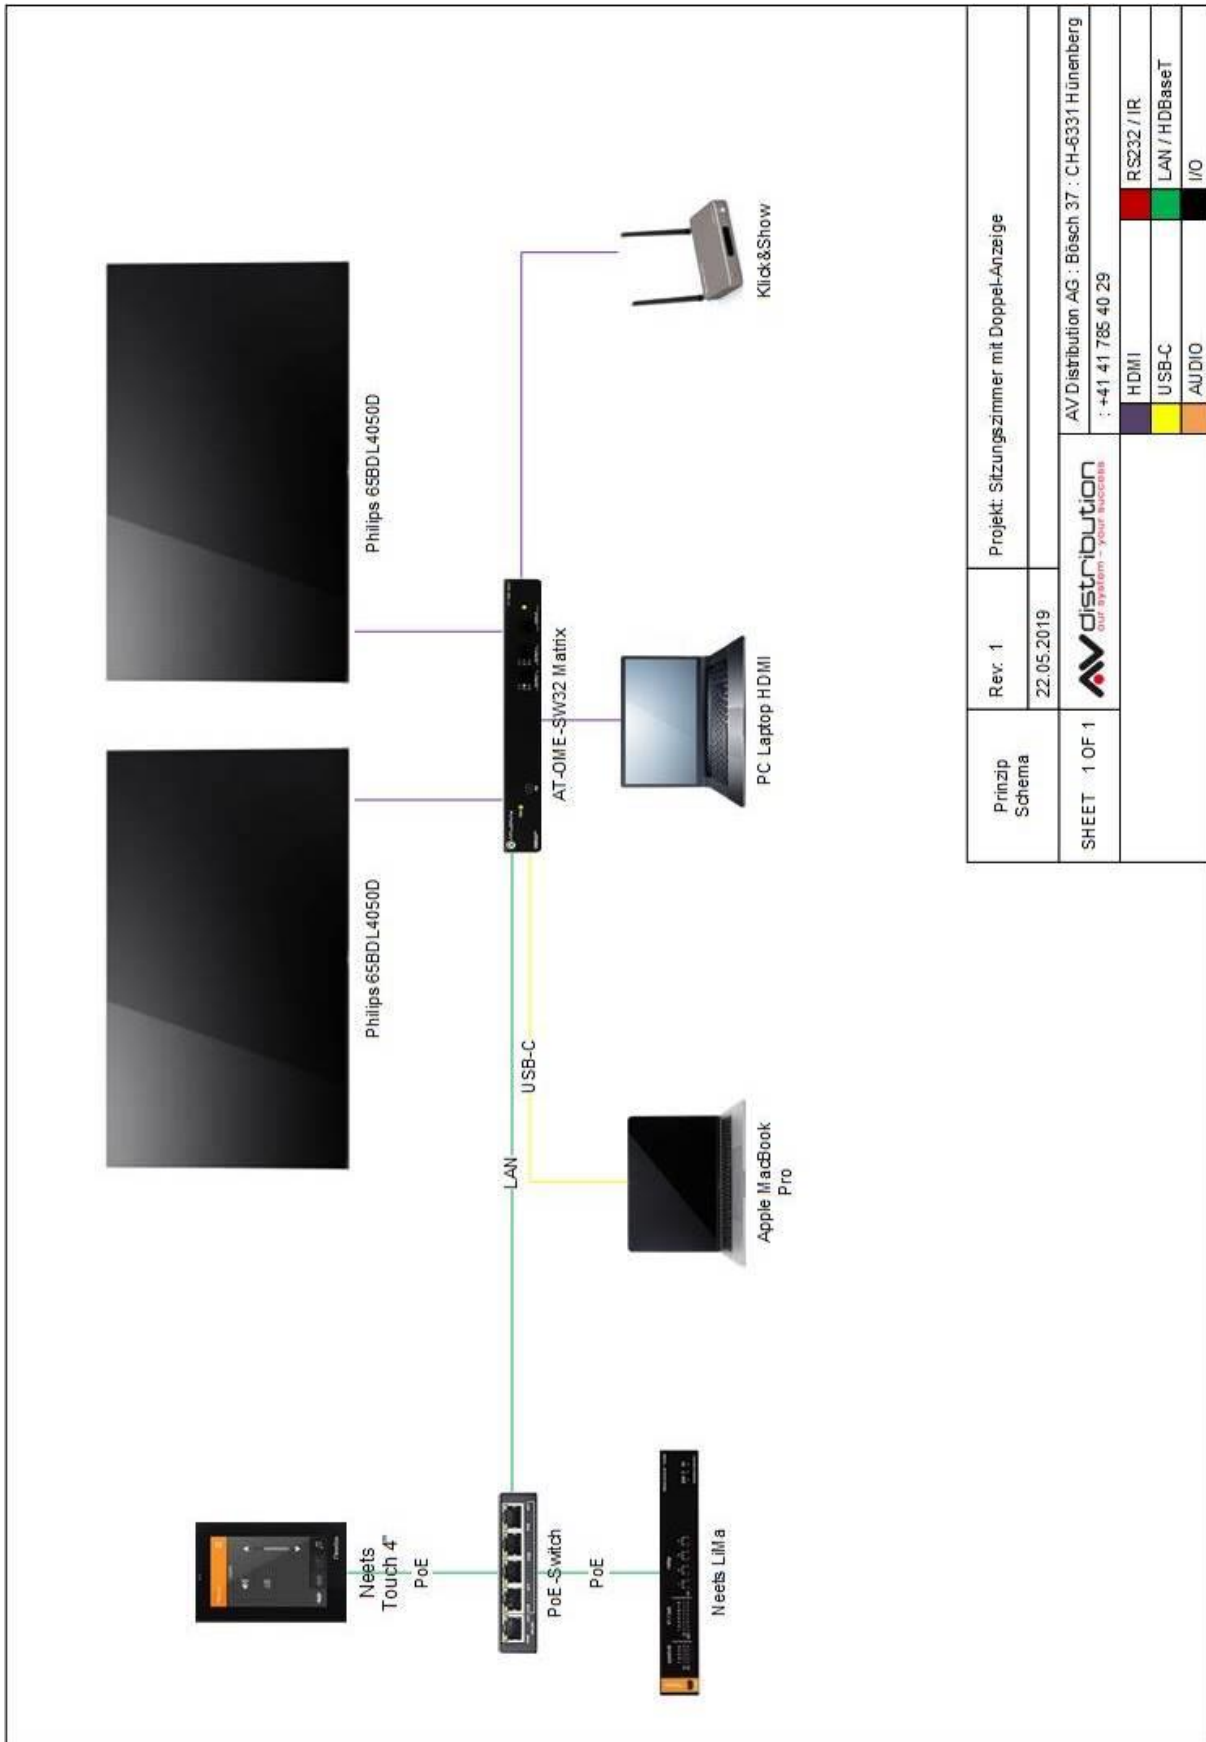 Philips 65BDL4050D
Philips 65BDL4050D
Neets
Touch 4"
PoE
LAN
USB-C
AT-OME-SW32 Matrix
PoE-Switch
PoE
Neets LiMa
Apple MacBook
Pro
PC Laptop HDMI
Klick&Show
Prinzip
Schema
Rev: 1
Projekt: Sitzungszimmer mit Doppel-Anzeige
22.05.2019
SHEET 1 OF 1
AV distribution
our system – your success
AV Distribution AG : Bösch 37 : CH-6331 Hünenberg
: +41 41 785 40 29
HDMI
RS232 / IR
USB-C
LAN / HDBaseT
AUDIO
I/O